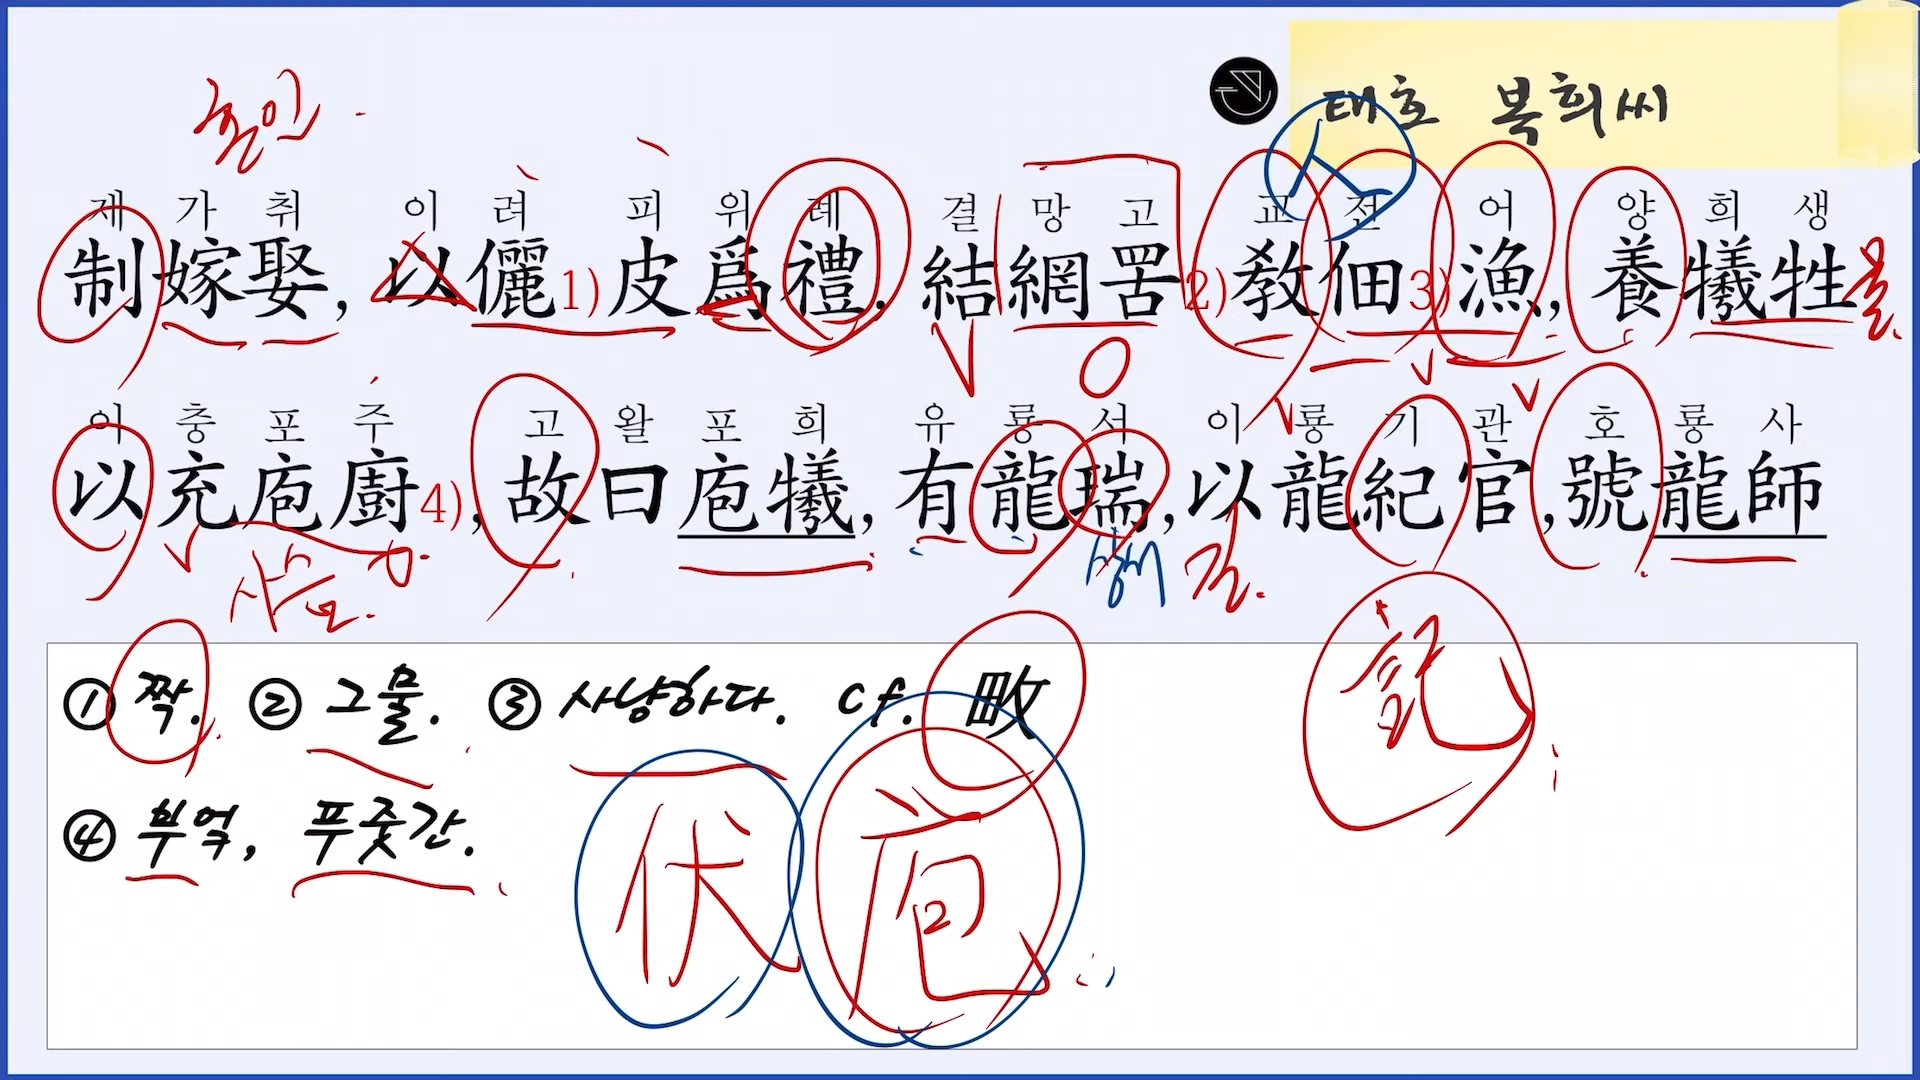 태호 복희씨
혼인
제 가 취 이 려 피 위 례 결 망 고 교 전 어 양 희 생
制嫁娶, 以儷1)皮爲禮, 結網罟2)敎佃3)漁, 養犧牲
을.
이 충 포 주 고 왈 포 희 유 룡 서 이 룡 기 관 호 룡 사
以充庖廚4), 故曰庖犧, 有龍瑞, 以龍紀官,號龍師
記
① 짝. ② 그물. ③ 사냥하다. cf. 畋
④ 부엌, 푸줏간.
伏 庖